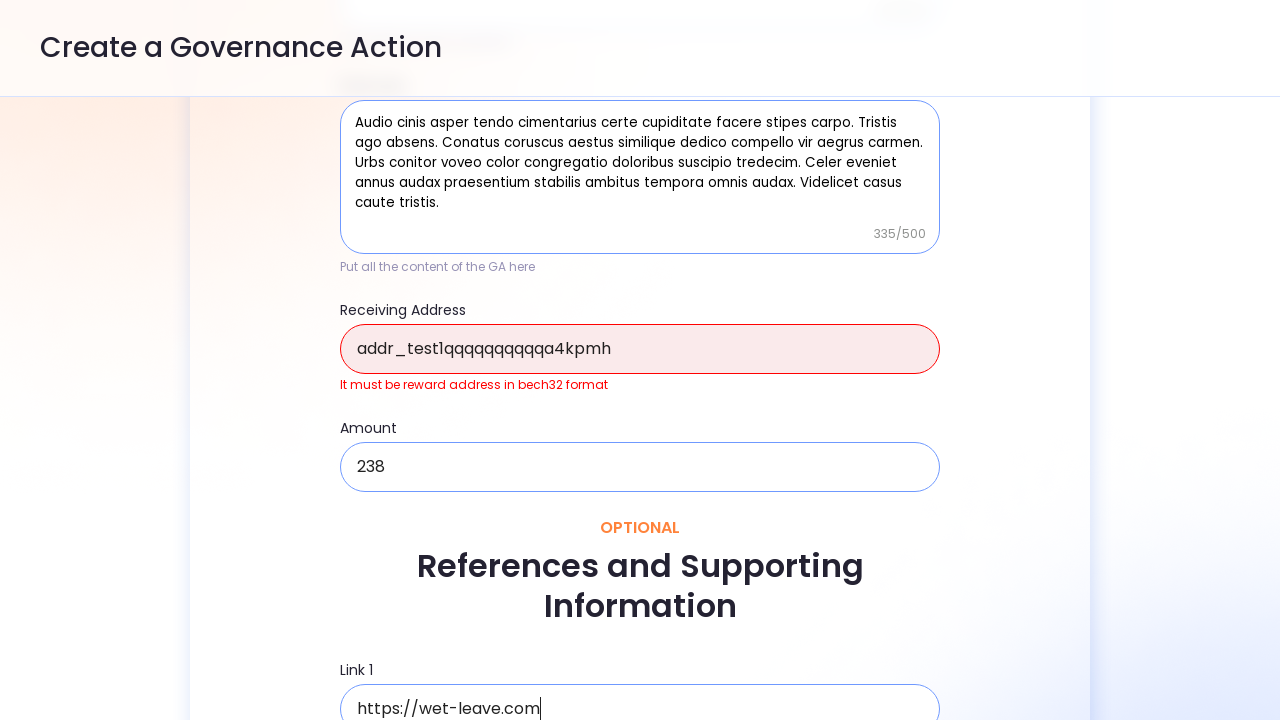 Create a Governance Action
Audio cinis asper tendo cimentarius certe cupiditate facere stipes carpo. Tristis
ago absens. Conatus coruscus aestus similique dedico compello vir aegrus carmen.
Urbs conitor voveo color congregatio doloribus suscipio tredecim. Celer eveniet
annus audax praesentium stabilis ambitus tempora omnis audax. Videlicet casus
caute tristis.
335/500
Put all the content of the GA here
Receiving Address
addr_test1qqqqqqqqqqa4kpmh
It must be reward address in bech32 format
Amount
238
OPTIONAL
References and Supporting
Information
Link 1
https://wet-leave.com